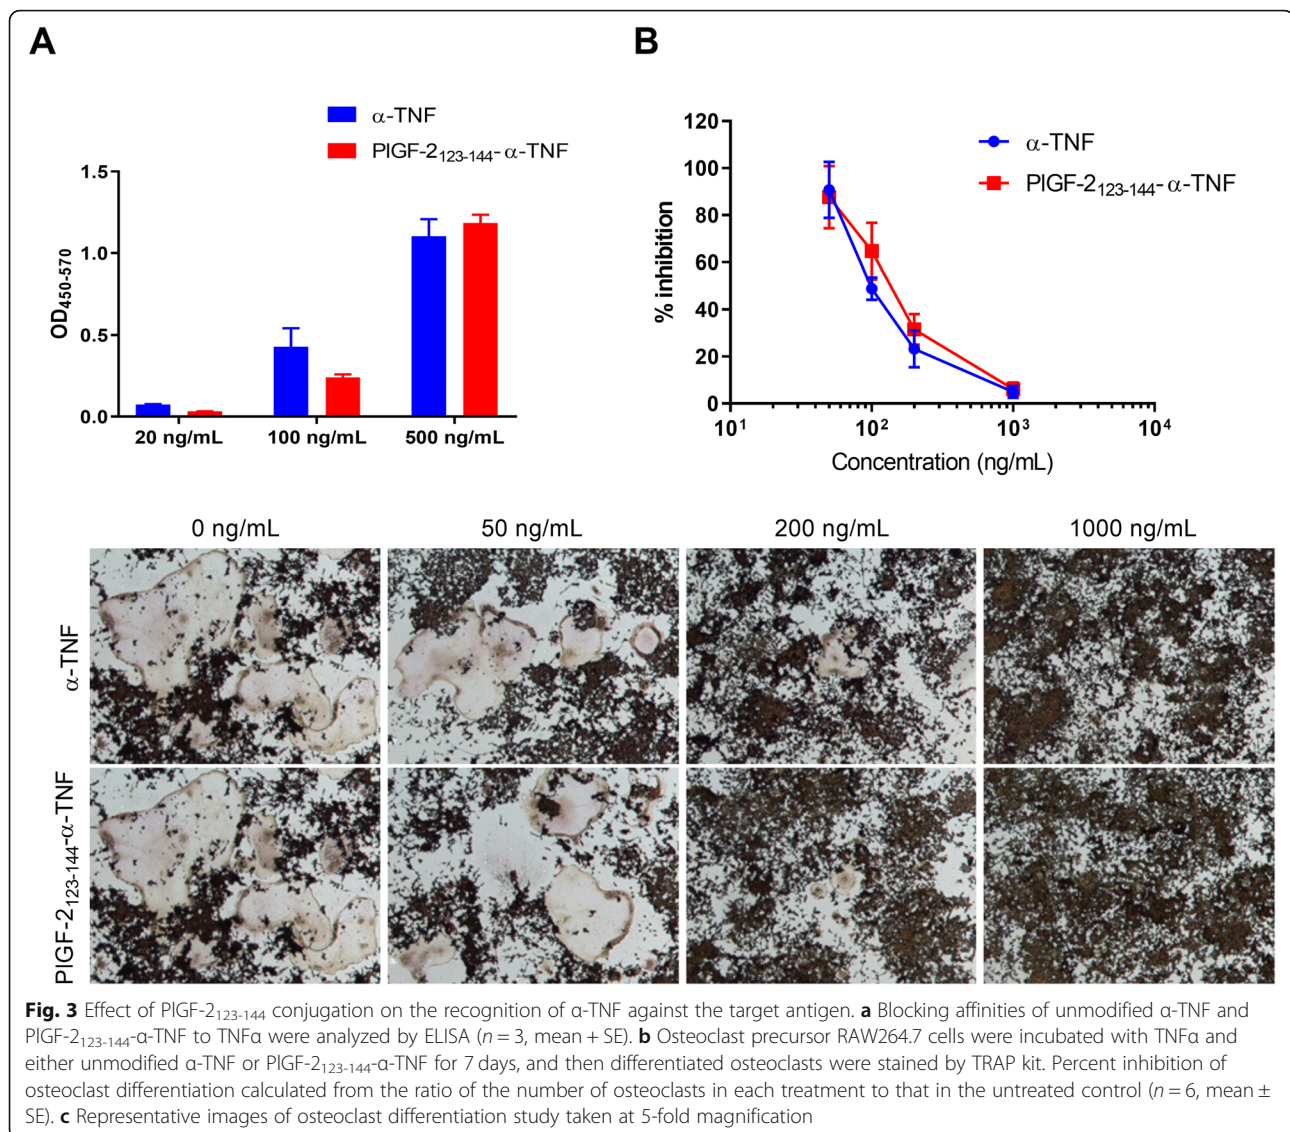 A
α-TNF
PlGF-2123-144-α-TNF
1.5
1.0
0.5
0.0
OD450-570
20 ng/mL
100 ng/mL
500 ng/mL
B
α-TNF
PlGF-2123-144-α-TNF
120
100
80
60
40
20
0
% inhibition
10¹
10²
10³
10⁴
Concentration (ng/mL)
0 ng/mL
50 ng/mL
200 ng/mL
1000 ng/mL
α-TNF
PlGF-2123-144-α-TNF
Fig. 3 Effect of PlGF-2123-144 conjugation on the recognition of α-TNF against the target antigen. a Blocking affinities of unmodified α-TNF and
PlGF-2123-144-α-TNF to TNFα were analyzed by ELISA (n = 3, mean + SE). b Osteoclast precursor RAW264.7 cells were incubated with TNFα and
either unmodified α-TNF or PlGF-2123-144-α-TNF for 7 days, and then differentiated osteoclasts were stained by TRAP kit. Percent inhibition of
osteoclast differentiation calculated from the ratio of the number of osteoclasts in each treatment to that in the untreated control (n = 6, mean ±
SE). c Representative images of osteoclast differentiation study taken at 5-fold magnification